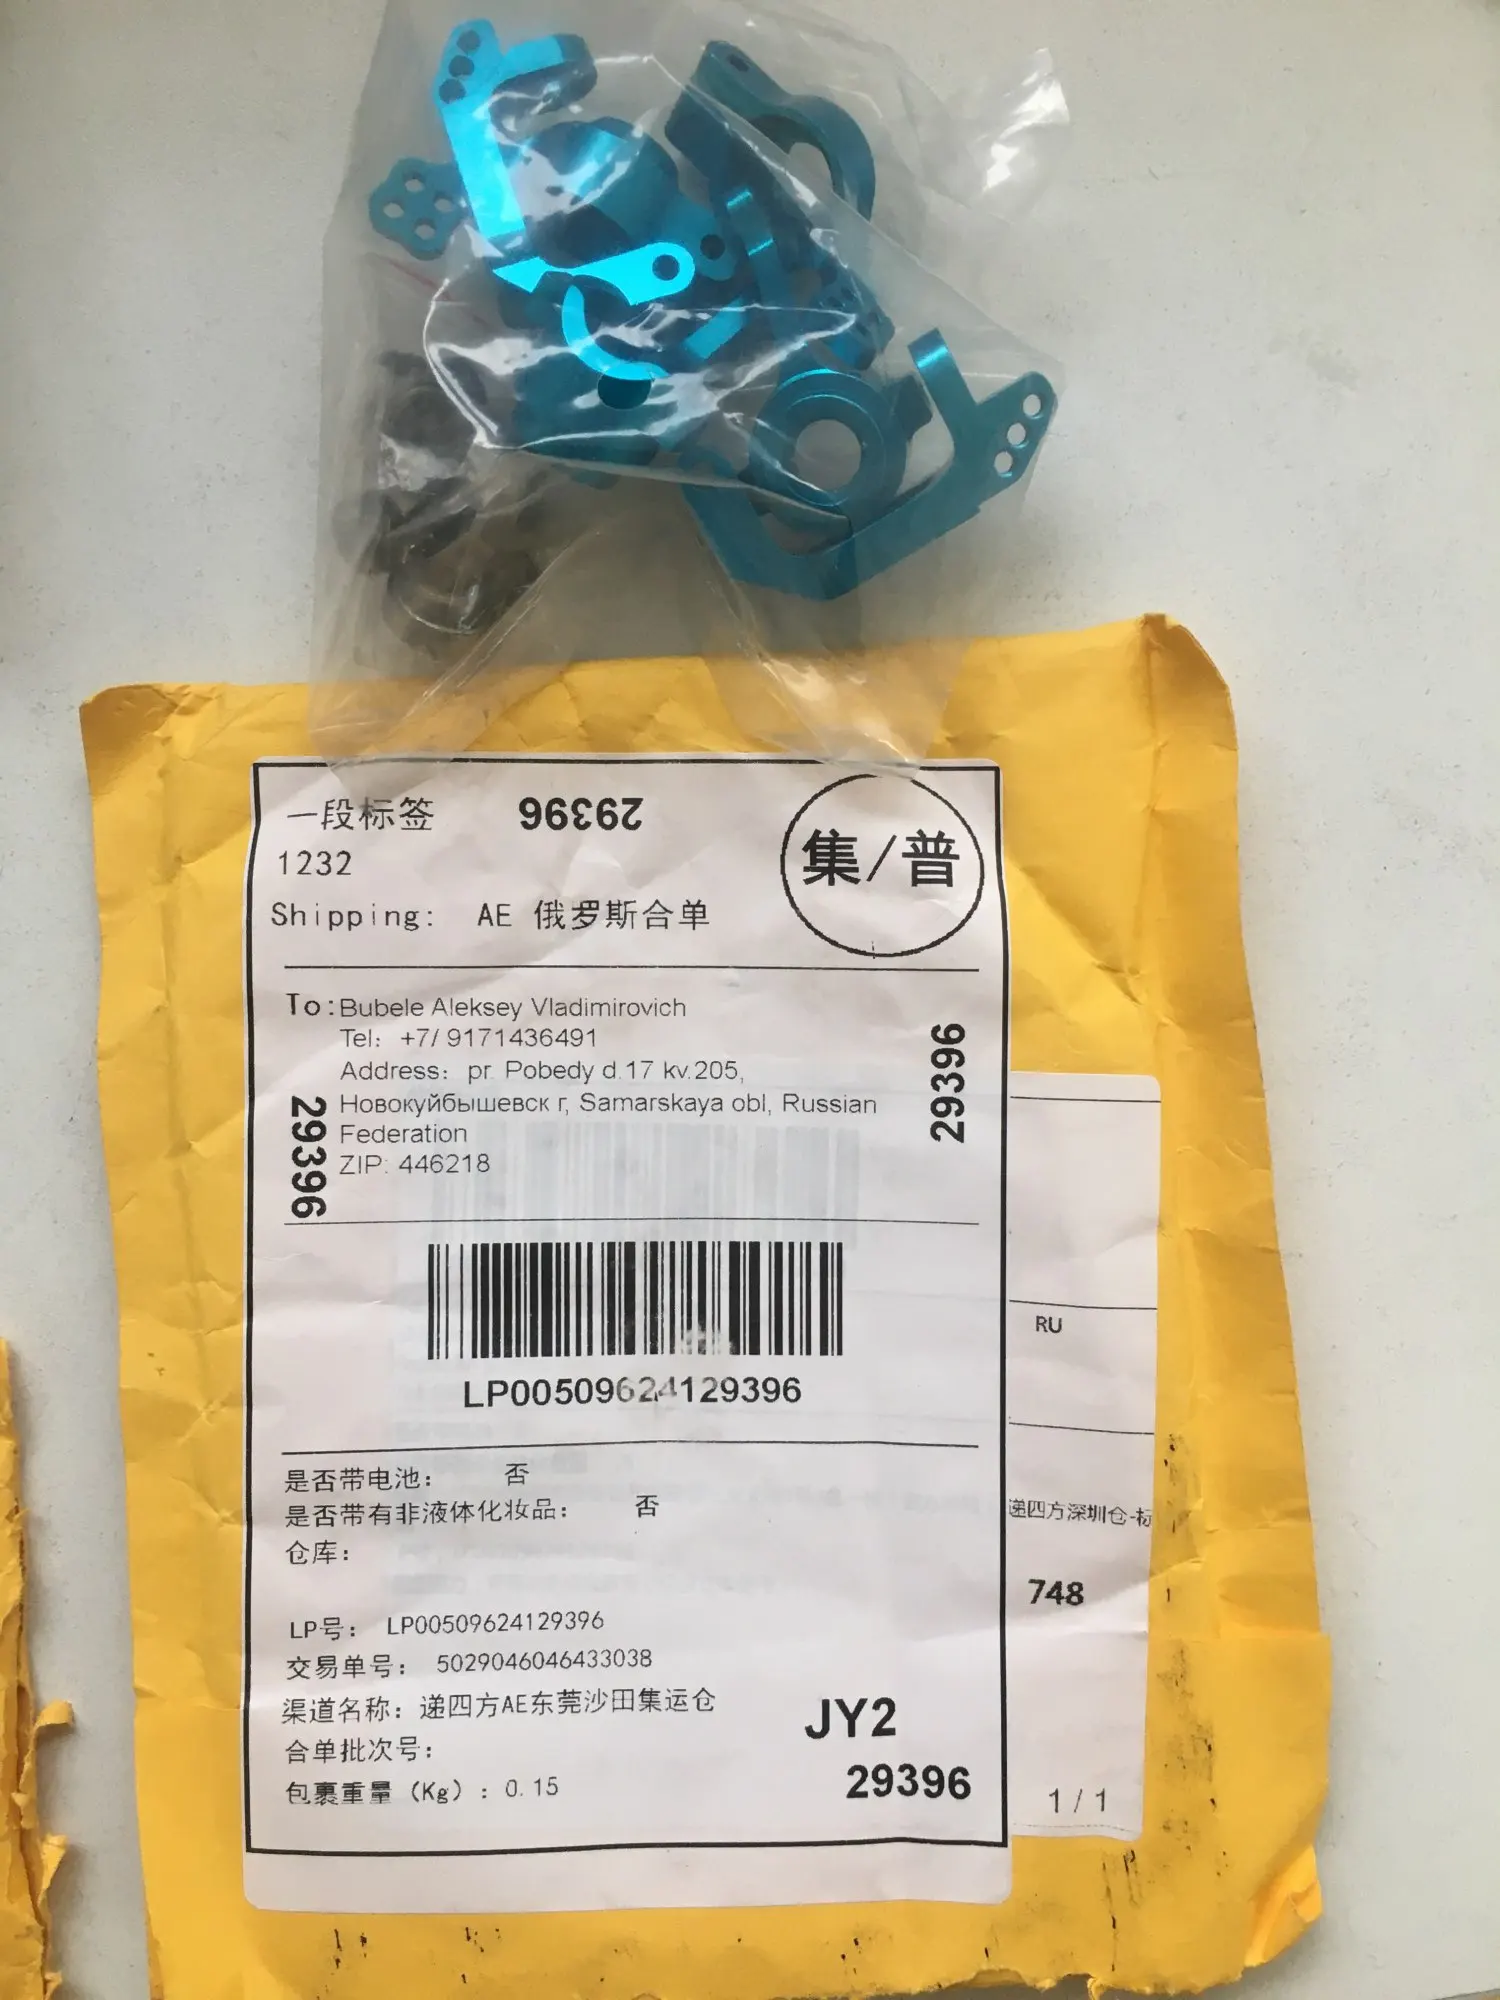 一段标签
29396
集/普
1232
Shipping: AE 俄罗斯合单
To: Bubele Aleksey Vladimirovich
Tel: +7/ 9171436491
Address: pr. Pobedy d.17 kv.205,
Новокуйбышевск г, Samarskaya obl, Russian
Federation
ZIP: 446218
29396
29396
LP00509624129396
是否带电池: 否
是否带有非液体化妆品: 否
仓库:
LP号: LP00509624129396
交易单号: 5029046046433038
渠道名称: 递四方AE东莞沙田集运仓
合单批次号:
包裹重量 (Kg) : 0.15
JY2
29396
RU
递四方深圳仓-标
748
1/1